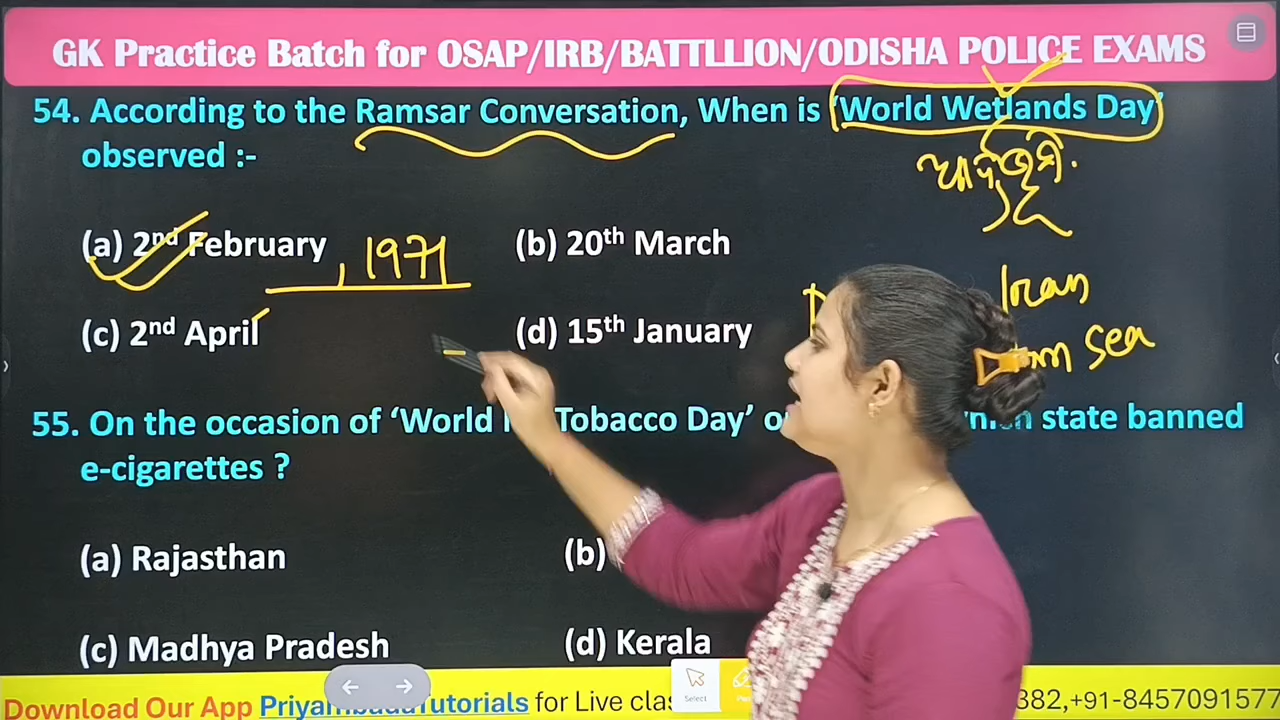 GK Practice Batch for OSAP/IRB/BATTLLION/ODISHA POLICE EXAMS
54. According to the Ramsar Conversation, When is ‘World Wetlands Day’
observed :-
ଆର୍ଦ୍ରଭୂମି
(a) 2nd February , 1971
(b) 20th March
Iran
(c) 2nd April
(d) 15th January
sea
55. On the occasion of ‘World Tobacco Day’ state banned
e-cigarettes ?
(a) Rajasthan
(b)
(c) Madhya Pradesh
(d) Kerala
Select
Download Our App PriyambadaTutorials for Live 382,+91-8457091577